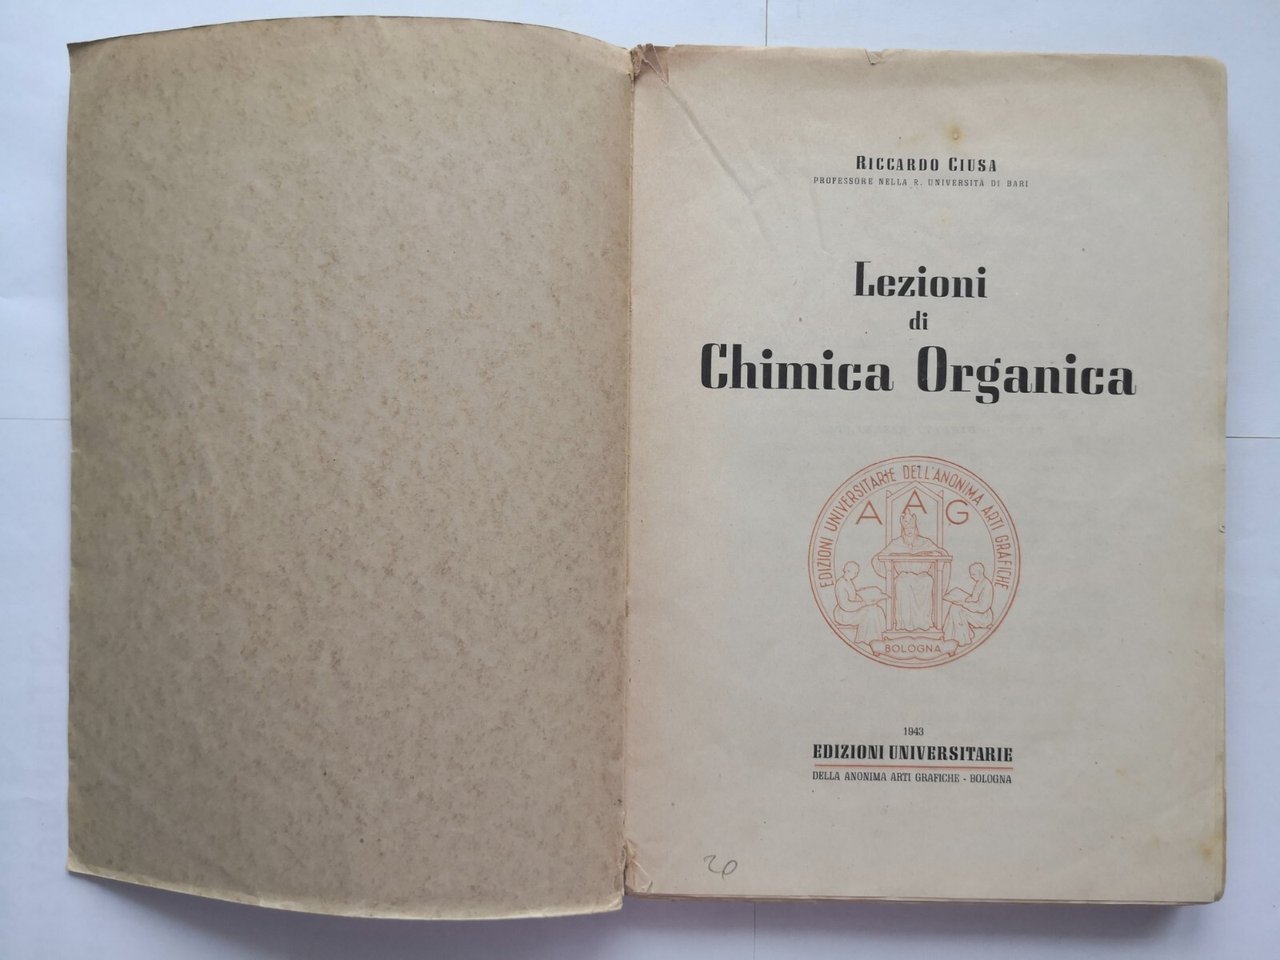 RICCARDO CIUSA
PROFESSORE NELLA R. UNIVERSITÀ DI BARI
Lezioni
di
Chimica Organica
EDIZIONI UNIVERSITARIE DELL'ANONIMA ARTI GRAFICHE
A A G
BOLOGNA
1943
EDIZIONI UNIVERSITARIE
DELLA ANONIMA ARTI GRAFICHE - BOLOGNA